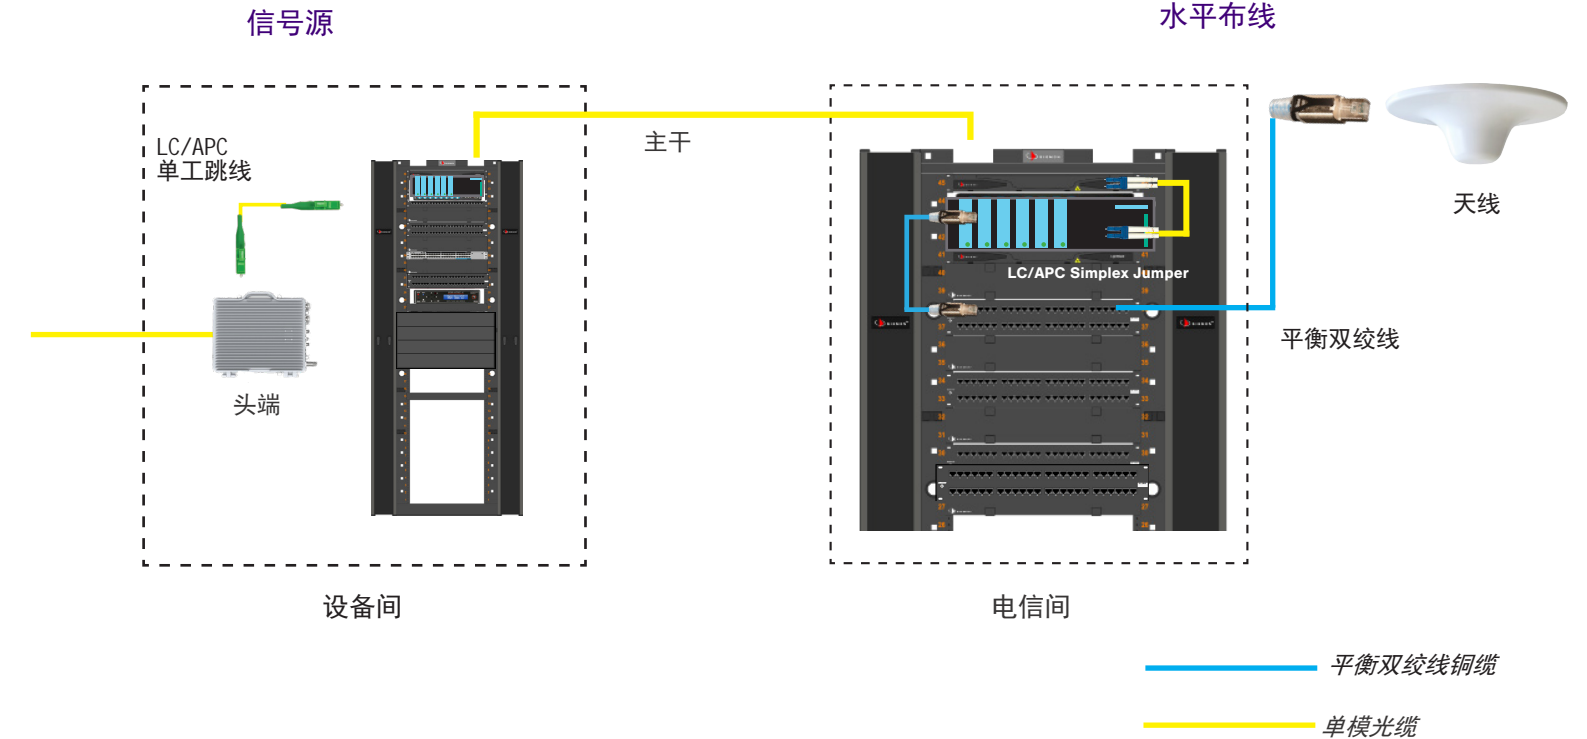 信号源
水平布线
LC/APC
单工跳线
主干
天线
LC/APC Simplex Jumper
平衡双绞线
头端
设备间
电信间
平衡双绞线铜缆
单模光缆